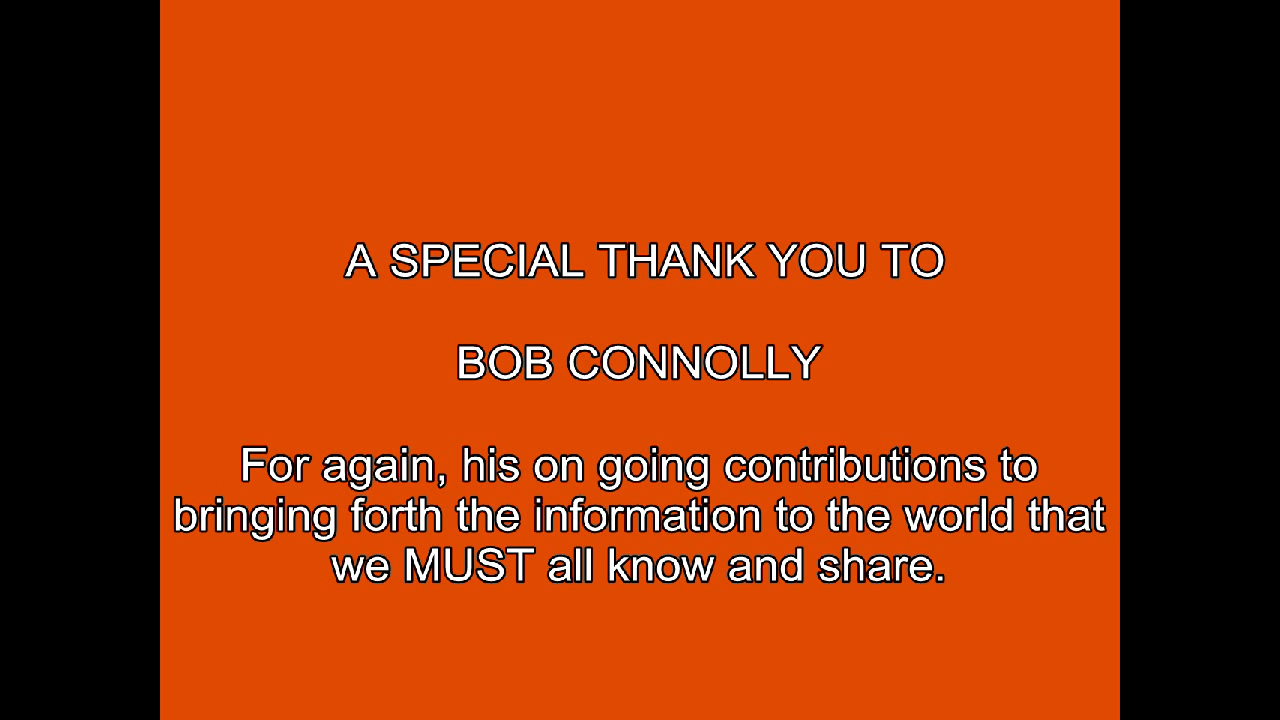 A SPECIAL THANK YOU TO
BOB CONNOLLY
For again, his on going contributions to
bringing forth the information to the world that
we MUST all know and share.